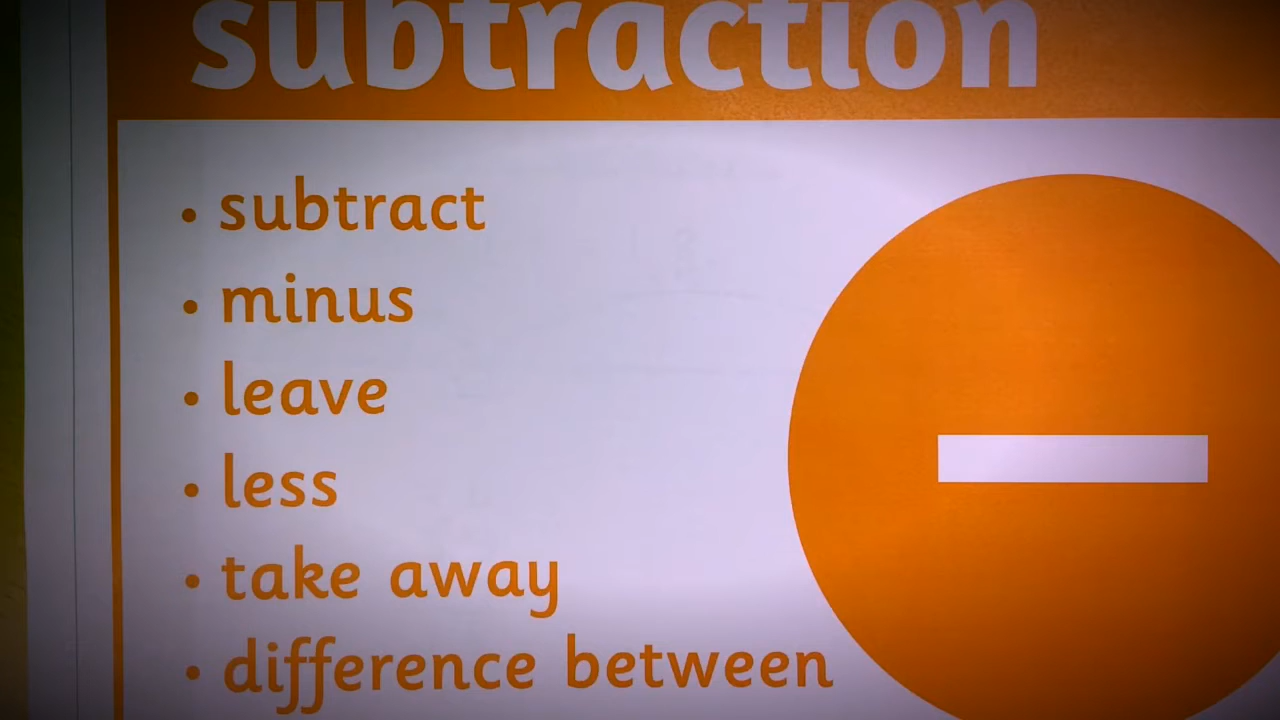 subtraction
• subtract
• minus
• leave
• less
• take away
• difference between